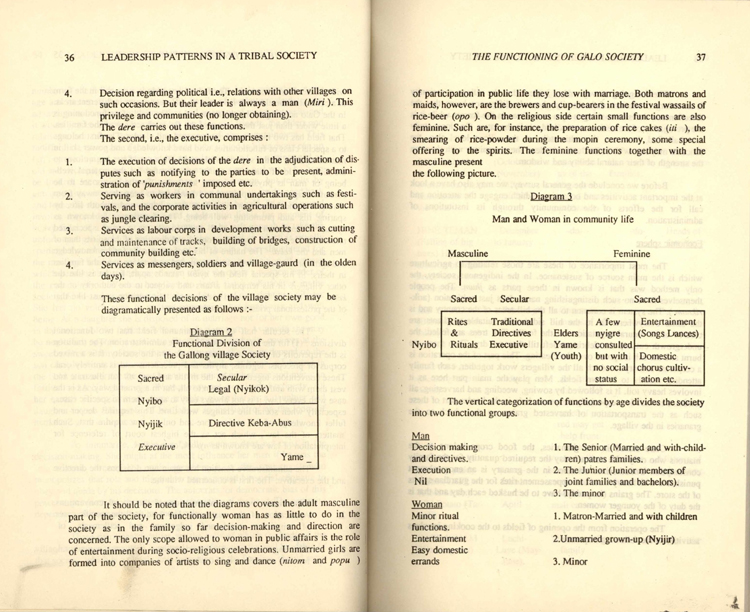 36 LEADERSHIP PATTERNS IN A TRIBAL SOCIETY
4. Decision regarding political i.e., relations with other villages on
such occasions. But their leader is always a man (Miri ). This
privilege and communities (no longer obtaining).
The dere carries out these functions.
The second, i.e., the executive, comprises :
1. The execution of decisions of the dere in the adjudication of dis-
putes such as notifying to the parties to be present, admini-
stration of 'punishments ' imposed etc.
2. Serving as workers in communal undertakings such as festi-
vals, and the corporate activities in agricultural operations such
as jungle clearing.
3. Services as labour corps in development works such as cutting
and maintenance of tracks, building of bridges, construction of
community building etc.
4. Services as messengers, soldiers and village-gaurd (in the olden
days).
These functional decisions of the village society may be
diagramatically presented as follows :-
Diagram 2
Functional Division of
the Gallong village Society
Sacred
Nyibo
Nyijik
Executive
Secular
Legal (Nyikok)
Directive Keba-Abus
Yame _
It should be noted that the diagrams covers the adult masculine
part of the society, for functionally woman has as little to do in the
society as in the family so far decision-making and direction are
concerned. The only scope allowed to woman in public affairs is the role
of entertainment during socio-religious celebrations. Unmarried girls are
formed into companies of artists to sing and dance (nitom and popu )
THE FUNCTIONING OF GALO SOCIETY 37
of participation in public life they lose with marriage. Both matrons and
maids, however, are the brewers and cup-bearers in the festival wassails of
rice-beer (opo ). On the religious side certain small functions are also
feminine. Such are, for instance, the preparation of rice cakes (iti ), the
smearing of rice-powder during the mopin ceremony, some special
offering to the spirits. The feminine functions together with the
masculine present
the following picture.
Diagram 3
Man and Woman in community life
Masculine Feminine
Sacred Secular Sacred
Nyibo
Rites
&
Rituals
Traditional
Directives
Executive
Elders
Yame
(Youth)
A few
nyigre
consulted
but with
no social
status
Entertainment
(Songs Dances)
Domestic
chorus cultiv-
ation etc.
The vertical categorization of functions by age divides the society
into two functional groups.
Man
Decision making 1. The Senior (Married and with-child-
and directives. ren) patres families.
Execution 2. The Junior (Junior members of
Nil joint families and bachelors).
3. The minor
Woman
Minor ritual 1. Matron-Married and with children
functions.
Entertainment 2.Unmarried grown-up (Nyijir)
Easy domestic
errands 3. Minor